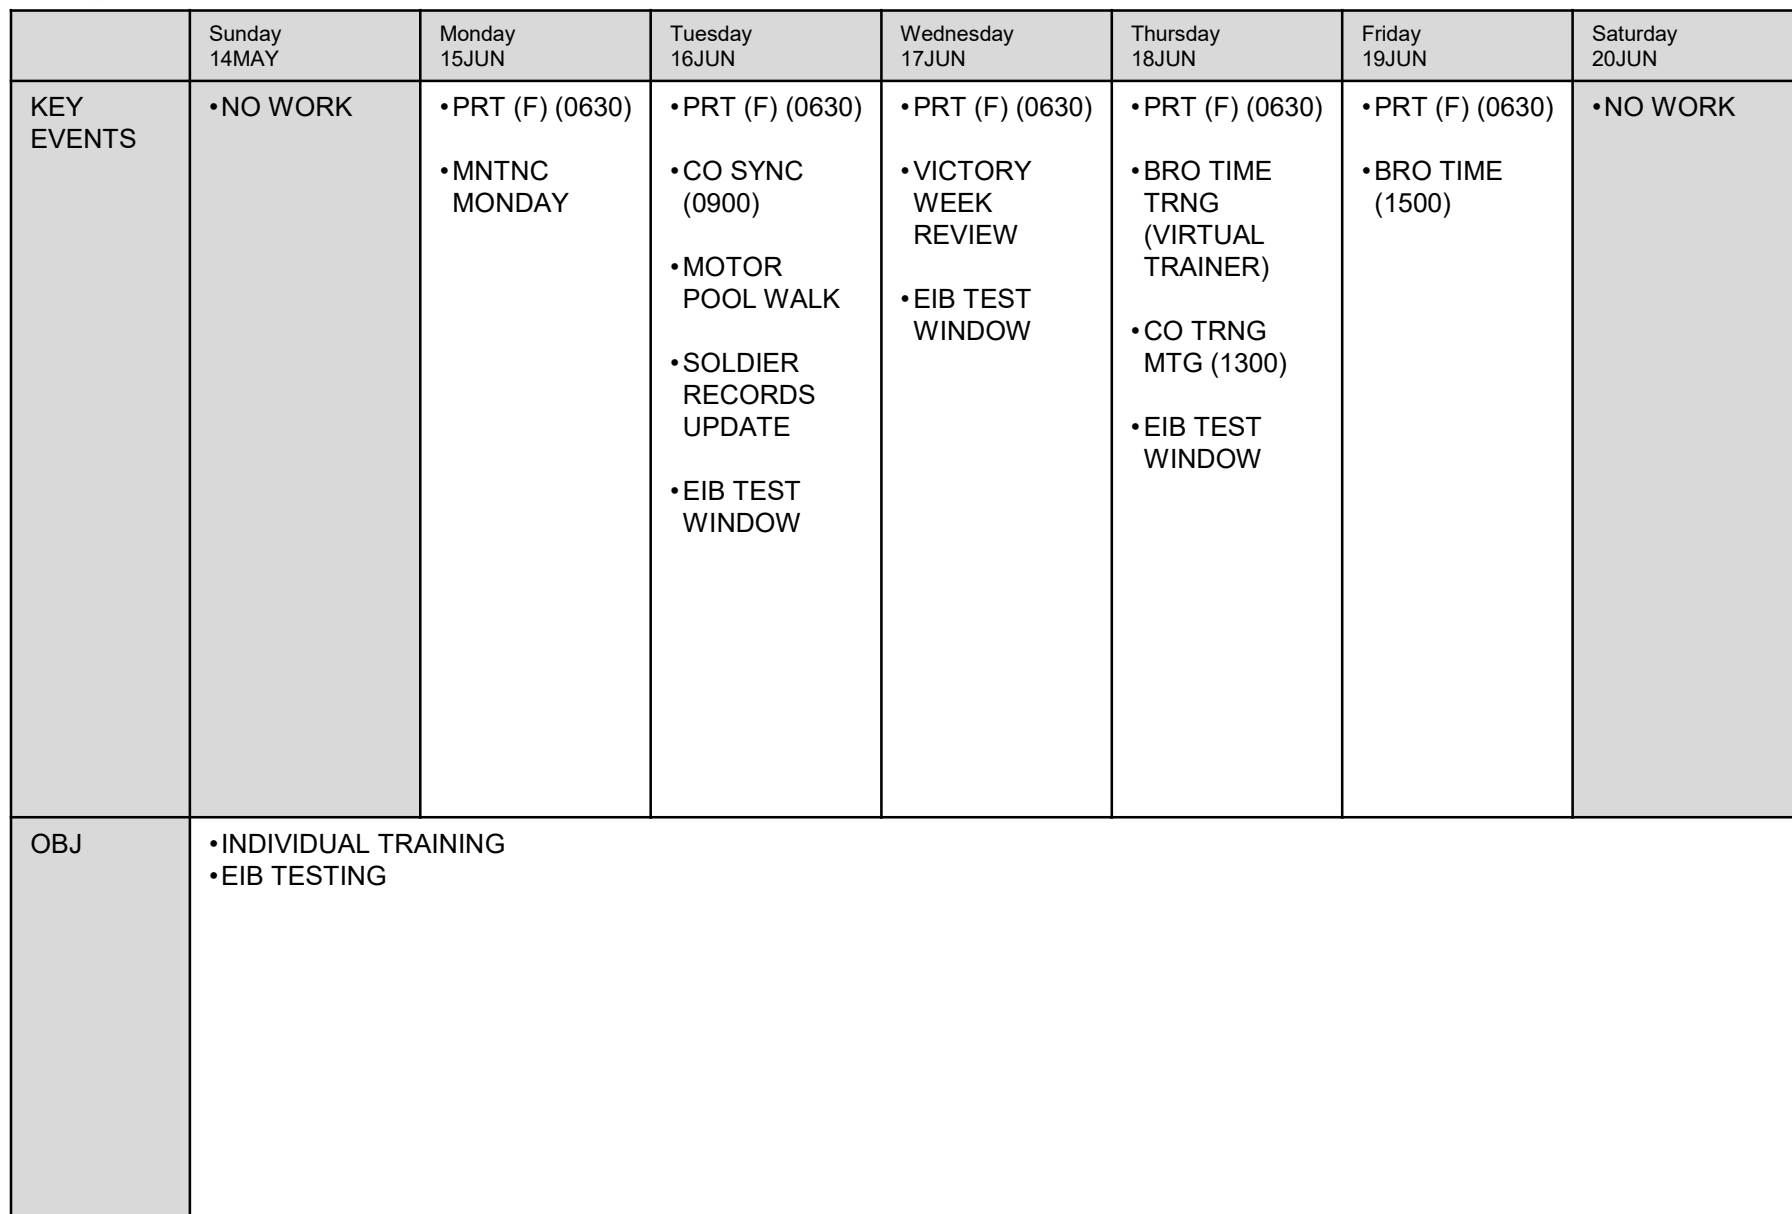 Sunday
14MAY
Monday
15JUN
Tuesday
16JUN
Wednesday
17JUN
Thursday
18JUN
Friday
19JUN
Saturday
20JUN
KEY
EVENTS
•NO WORK
•PRT (F) (0630)
•MNTNC
MONDAY
•PRT (F) (0630)
•CO SYNC
(0900)
•MOTOR
POOL WALK
•SOLDIER
RECORDS
UPDATE
•EIB TEST
WINDOW
•PRT (F) (0630)
•VICTORY
WEEK
REVIEW
•EIB TEST
WINDOW
•PRT (F) (0630)
•BRO TIME
TRNG
(VIRTUAL
TRAINER)
•CO TRNG
MTG (1300)
•EIB TEST
WINDOW
•PRT (F) (0630)
•BRO TIME
(1500)
•NO WORK
OBJ
•INDIVIDUAL TRAINING
•EIB TESTING